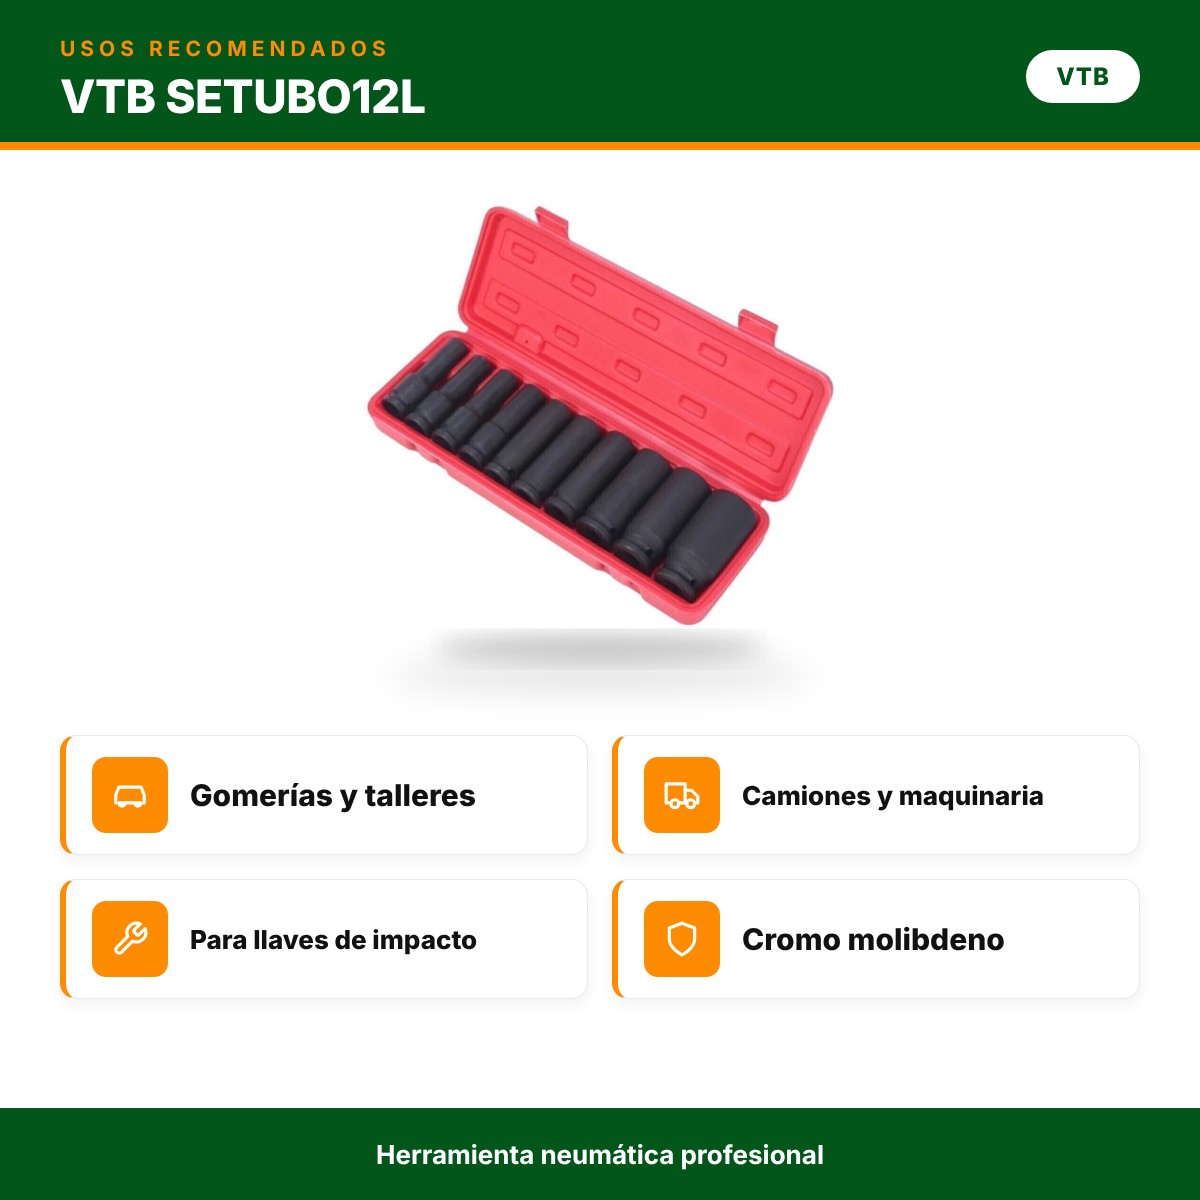 USOS RECOMENDADOS
VTB SETUBO12L
VTB
Gomerías y talleres
Camiones y maquinaria
Para llaves de impacto
Cromo molibdeno
Herramienta neumática profesional